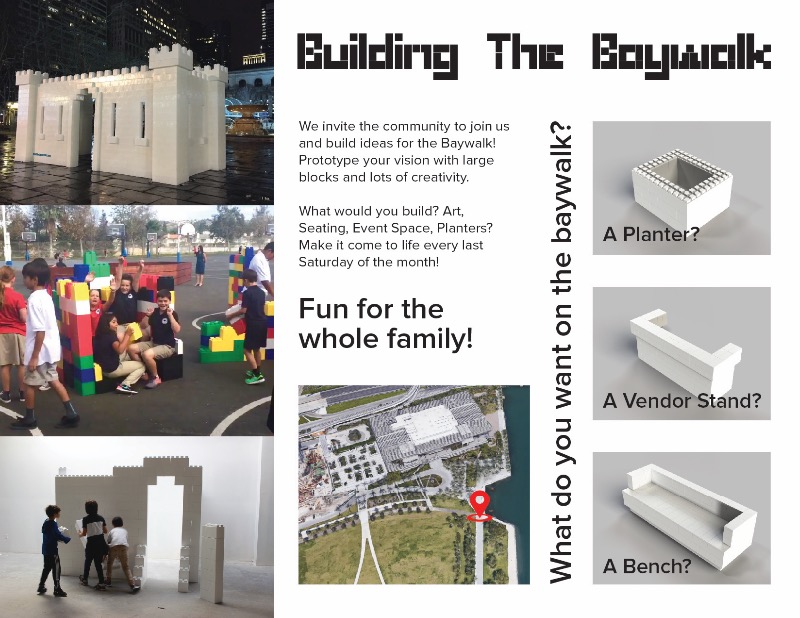 Building The Baywalk
We invite the community to join us
and build ideas for the Baywalk!
Prototype your vision with large
blocks and lots of creativity.
What would you build? Art,
Seating, Event Space, Planters?
Make it come to life every last
Saturday of the month!
Fun for the
whole family!
What do you want on the baywalk?
A Planter?
A Vendor Stand?
A Bench?